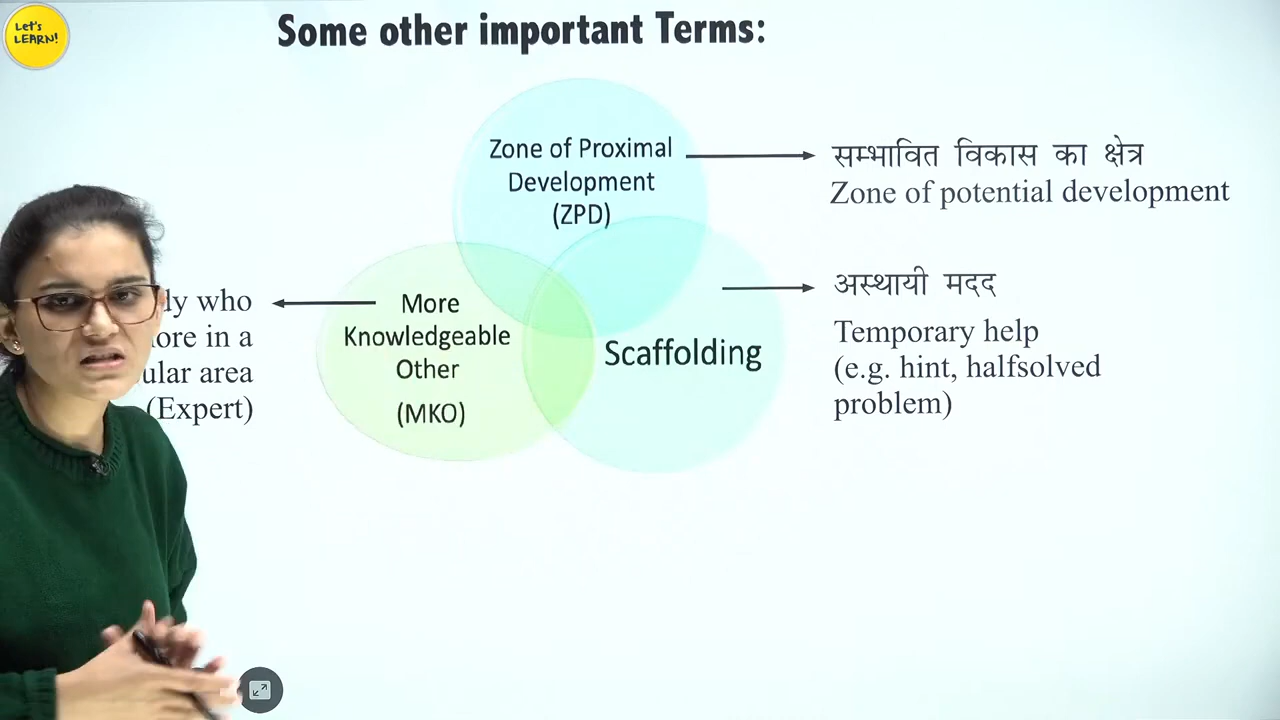 Let's
LEARN!
Some other important Terms:
Zone of Proximal
Development
(ZPD)
सम्भावित विकास का क्षेत्र
Zone of potential development
who
in a
area
(Expert)
More
Knowledgeable
Other
(MKO)
Scaffolding
अस्थायी मदद
Temporary help
(e.g. hint, halfsolved
problem)